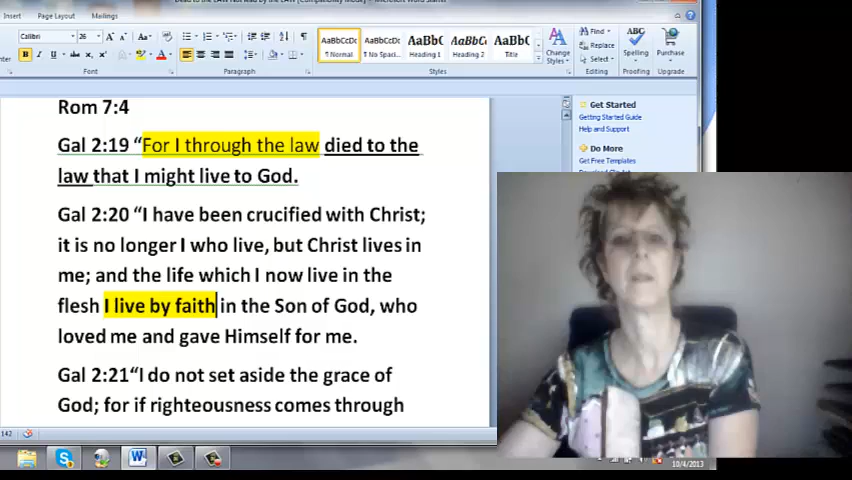 Insert Page Layout Mailings
Calibri 26
Font Paragraph Styles Editing Proofing Upgrade
AaBbCcDc AaBbCcDc AaBbC AaBbCc AaBbC
¶ Normal ¶ No Spaci... Heading 1 Heading 2 Title
Change Styles
Find
Replace
Select
Spelling Purchase
Rom 7:4
Gal 2:19 “For I through the law died to the
law that I might live to God.
Gal 2:20 “I have been crucified with Christ;
it is no longer I who live, but Christ lives in
me; and the life which I now live in the
flesh I live by faith in the Son of God, who
loved me and gave Himself for me.
Gal 2:21“I do not set aside the grace of
God; for if righteousness comes through
Get Started
Getting Started Guide
Help and Support
Do More
Get Free Templates
142
10/4/2013